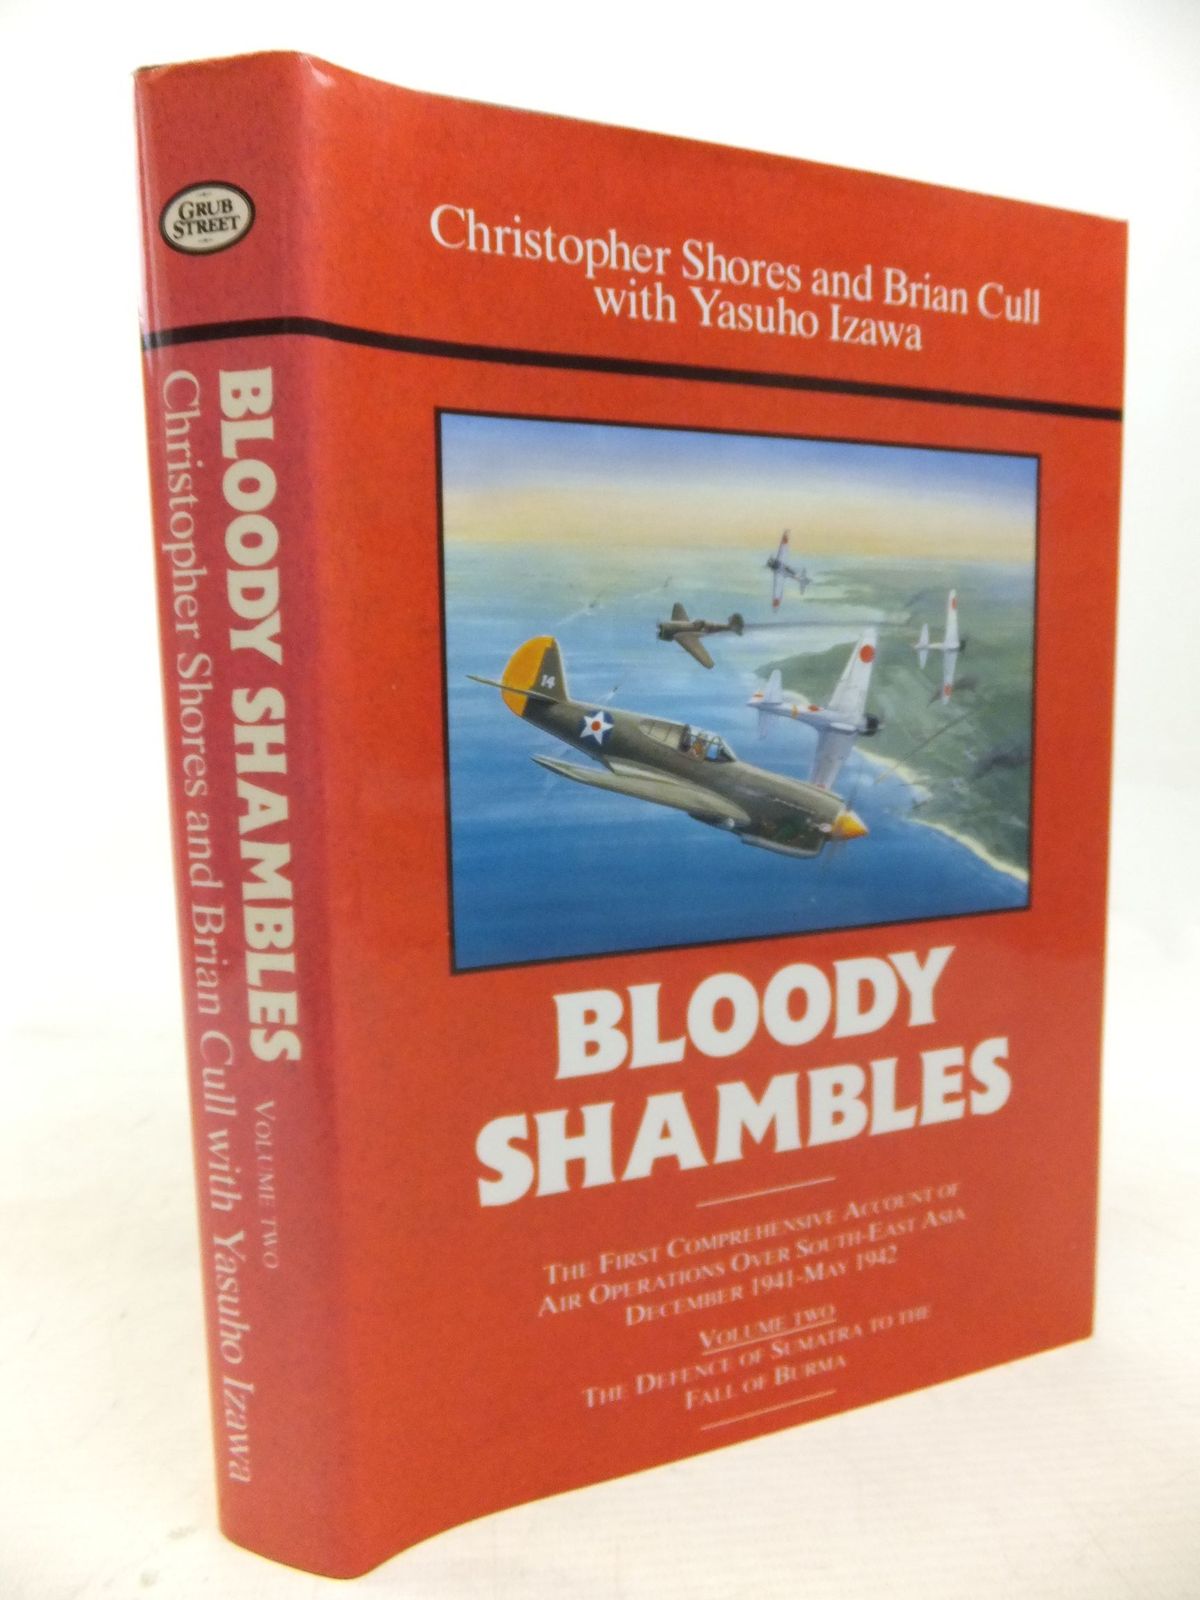 GRUB
STREET
BLOODY SHAMBLES
VOLUME TWO
Christopher Shores and Brian Cull with Yasuho Izawa
Christopher Shores and Brian Cull
with Yasuho Izawa
14
BLOODY
SHAMBLES
THE FIRST COMPREHENSIVE ACCOUNT OF
AIR OPERATIONS OVER SOUTH-EAST ASIA
DECEMBER 1941-MAY 1942
VOLUME TWO
THE DEFENCE OF SUMATRA TO THE
FALL OF BURMA